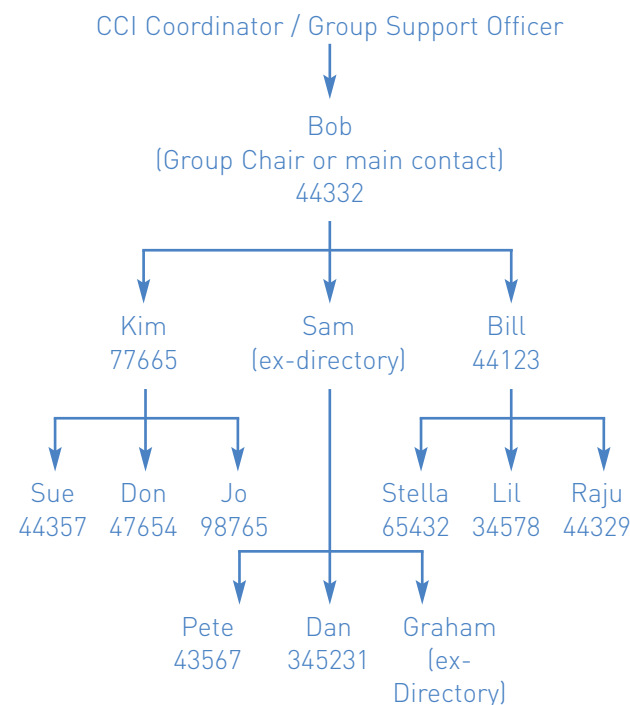 CCI Coordinator / Group Support Officer
Bob
(Group Chair or main contact)
44332
Kim
77665
Sam
(ex-directory)
Bill
44123
Sue
44357
Don
47654
Jo
98765
Stella
65432
Lil
34578
Raju
44329
Pete
43567
Dan
345231
Graham
(ex-
Directory)